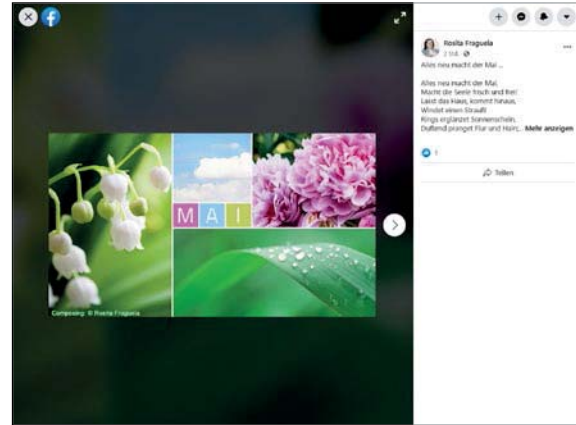 MAI
Composing: © Rosita Fraguela
Rosita Fraguela
2 Std.
Alles neu macht der Mai ...
Alles neu macht der Mai,
Macht die Seele frisch und frei!
Lasst das Haus, kommt hinaus,
Windet einen Strauß!
Rings erglänzet Sonnenschein,
Duftend pranget Flur und Hain;... Mehr anzeigen
1
Teilen